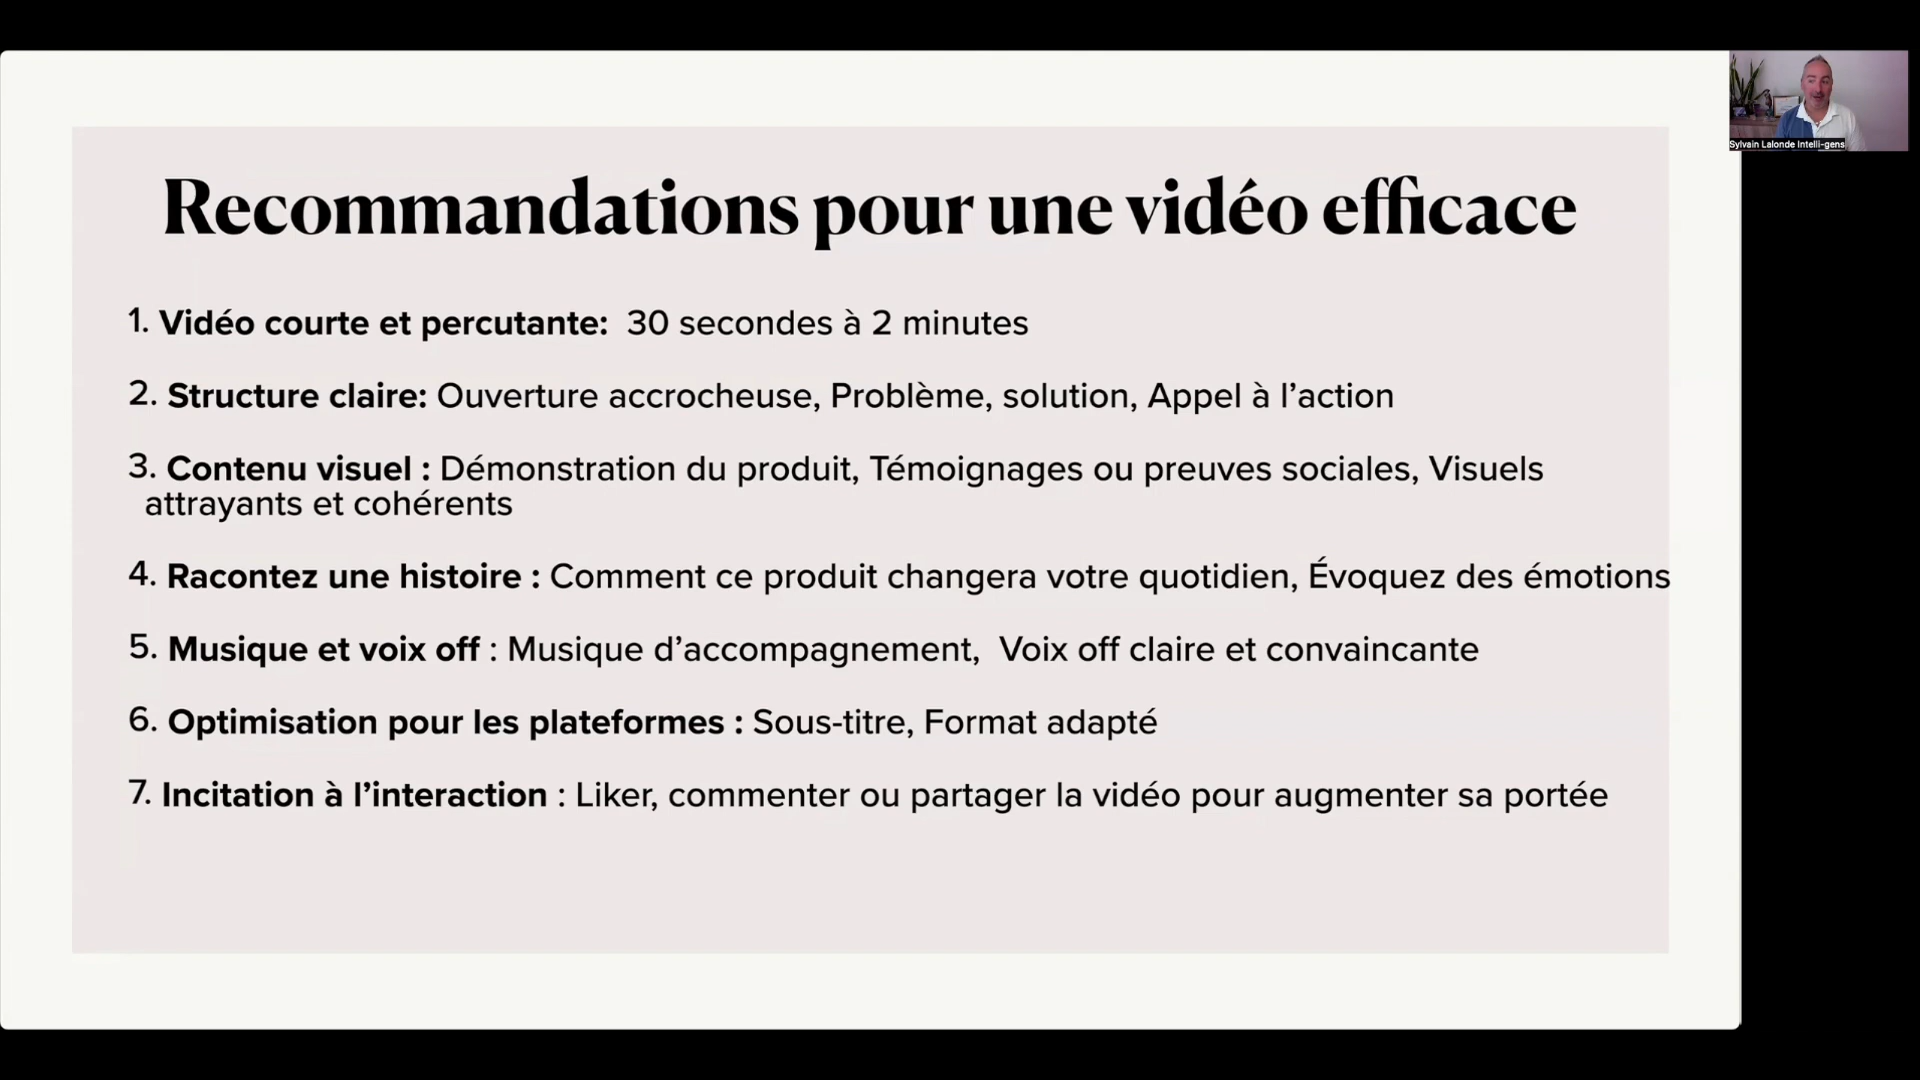 Recommandations pour une vidéo efficace
1. Vidéo courte et percutante:  30 secondes à 2 minutes
2. Structure claire: Ouverture accrocheuse, Problème, solution, Appel à l’action
3. Contenu visuel : Démonstration du produit, Témoignages ou preuves sociales, Visuels
attrayants et cohérents
4. Racontez une histoire : Comment ce produit changera votre quotidien, Évoquez des émotions
5. Musique et voix off : Musique d’accompagnement,  Voix off claire et convaincante
6. Optimisation pour les plateformes : Sous-titre, Format adapté
7. Incitation à l’interaction : Liker, commenter ou partager la vidéo pour augmenter sa portée
Sylvain Lalonde Intelli-gens